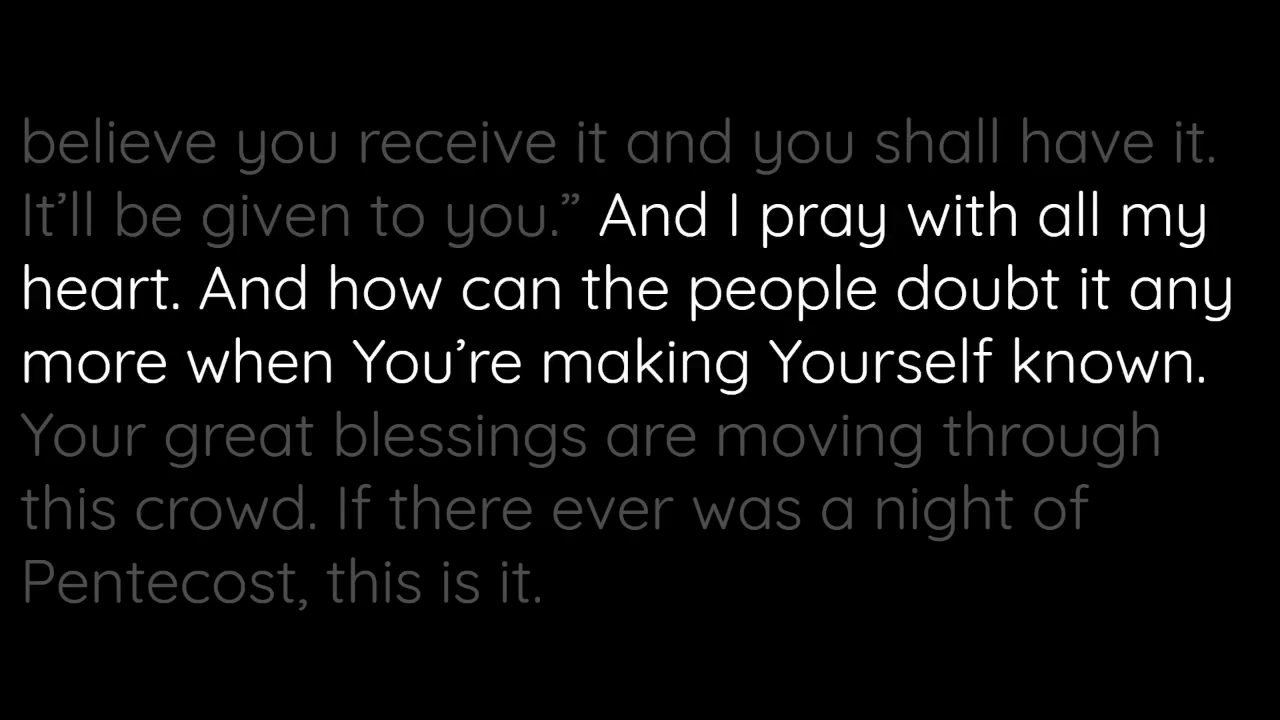 believe you receive it and you shall have it.
It’ll be given to you.” And I pray with all my
heart. And how can the people doubt it any
more when You’re making Yourself known.
Your great blessings are moving through
this crowd. If there ever was a night of
Pentecost, this is it.